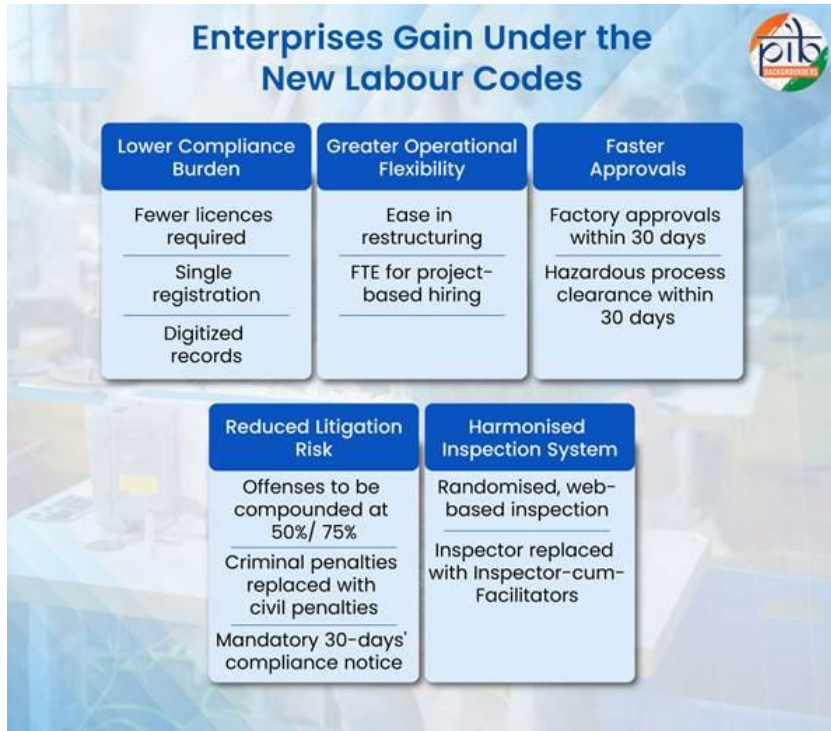 Enterprises Gain Under the
New Labour Codes
pib
BACKGROUNDERS
Lower Compliance
Burden
Fewer licences
required
Single
registration
Digitized
records
Greater Operational
Flexibility
Ease in
restructuring
FTE for project-
based hiring
Faster
Approvals
Factory approvals
within 30 days
Hazardous process
clearance within
30 days
Reduced Litigation
Risk
Offenses to be
compounded at
50%/ 75%
Criminal penalties
replaced with
civil penalties
Mandatory 30-days'
compliance notice
Harmonised
Inspection System
Randomised, web-
based inspection
Inspector replaced
with Inspector-cum-
Facilitators